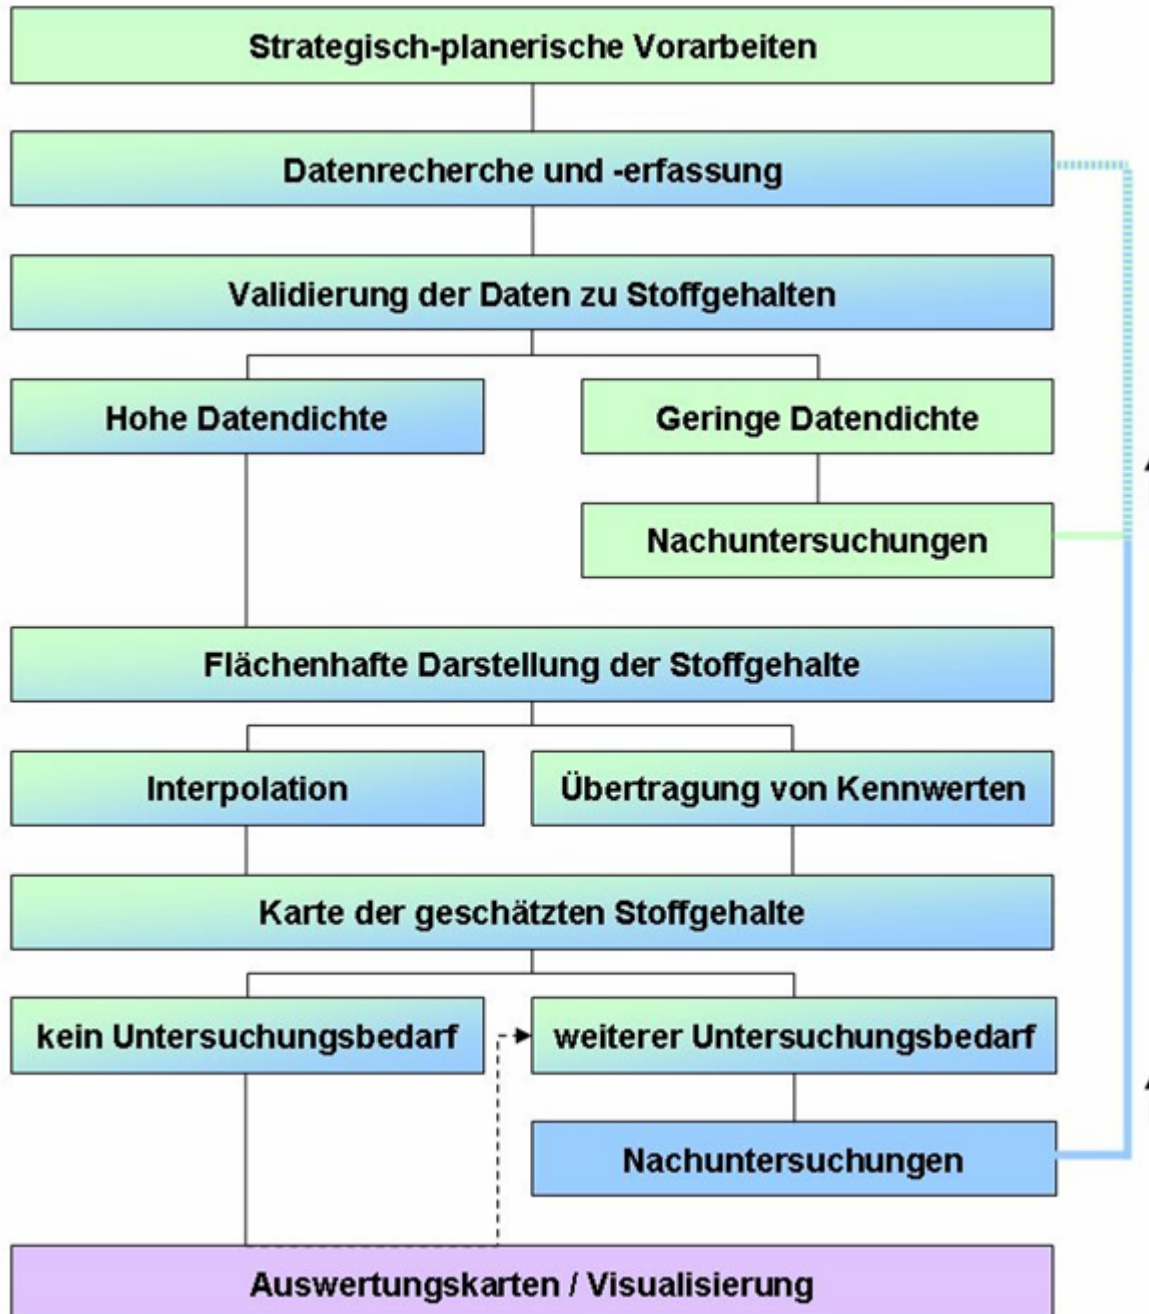 Strategisch-planerische Vorarbeiten
Datenrecherche und -erfassung
Validierung der Daten zu Stoffgehalten
Hohe Datendichte
Geringe Datendichte
Nachuntersuchungen
Flächenhafte Darstellung der Stoffgehalte
Interpolation
Übertragung von Kennwerten
Karte der geschätzten Stoffgehalte
kein Untersuchungsbedarf
weiterer Untersuchungsbedarf
Nachuntersuchungen
Auswertungskarten / Visualisierung